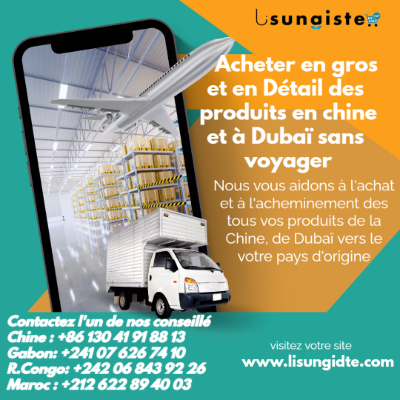 Lisungiste
Acheter en gros
et en Détail des
produits en chine
et à Dubaï sans
voyager
Nous vous aidons à l'achat
et à l'acheminement des
tous vos produits de la
Chine, de Dubaï vers le
votre pays d'origine
Contactez l'un de nos conseillé
Chine : +86 130 41 91 88 13
Gabon: +241 07 626 74 10
R.Congo: +242 06 843 92 26
Maroc : +212 622 89 40 03
visitez votre site
www.lisungidte.com